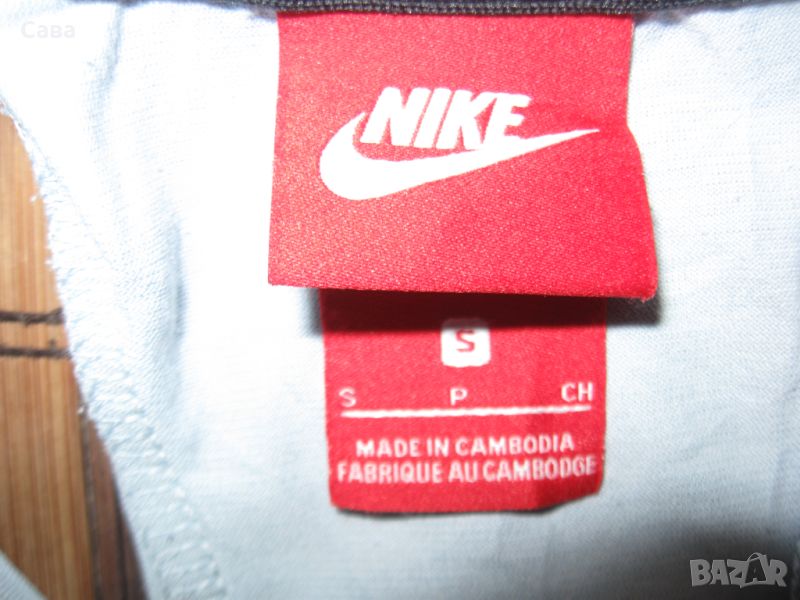 Сава
NIKE
S
S P CH
MADE IN CAMBODIA
FABRIQUE AU CAMBODGE
BAZAR